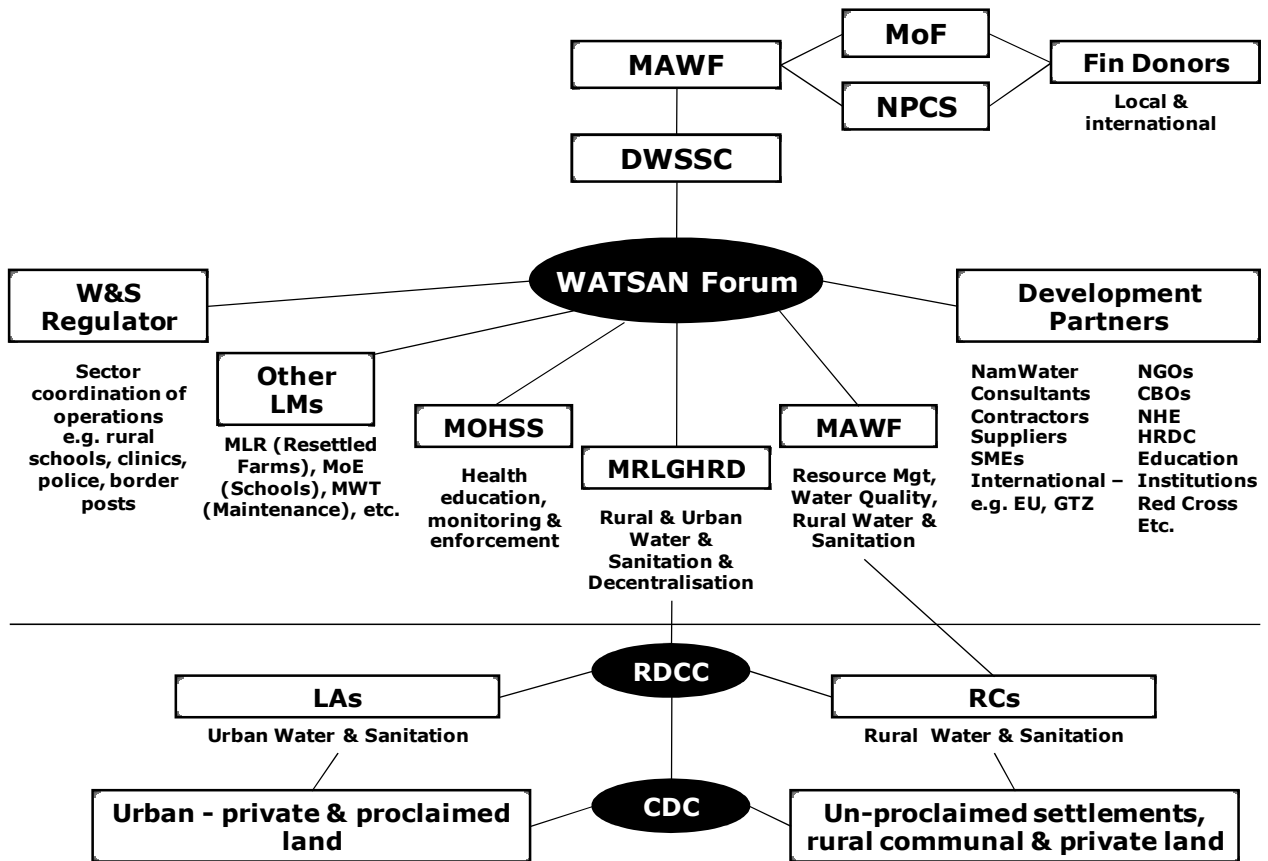 MoF
MAWF
Fin Donors
NPCS
Local &
international
DWSSC
WATSAN Forum
W&S
Regulator
Development
Partners
Sector
coordination of
operations
e.g. rural
schools, clinics,
police, border
posts
Other
LMs
MLR (Resettled
Farms), MoE
(Schools), MWT
(Maintenance), etc.
MOHSS
Health
education,
monitoring &
enforcement
MRLGHRD
Rural & Urban
Water &
Sanitation &
Decentralisation
MAWF
Resource Mgt,
Water Quality,
Rural Water &
Sanitation
NamWater
Consultants
Contractors
Suppliers
SMEs
International –
e.g. EU, GTZ
NGOs
CBOs
NHE
HRDC
Education
Institutions
Red Cross
Etc.
RDCC
LAs
Urban Water & Sanitation
RCs
Rural Water & Sanitation
Urban - private & proclaimed
land
CDC
Un-proclaimed settlements,
rural communal & private land